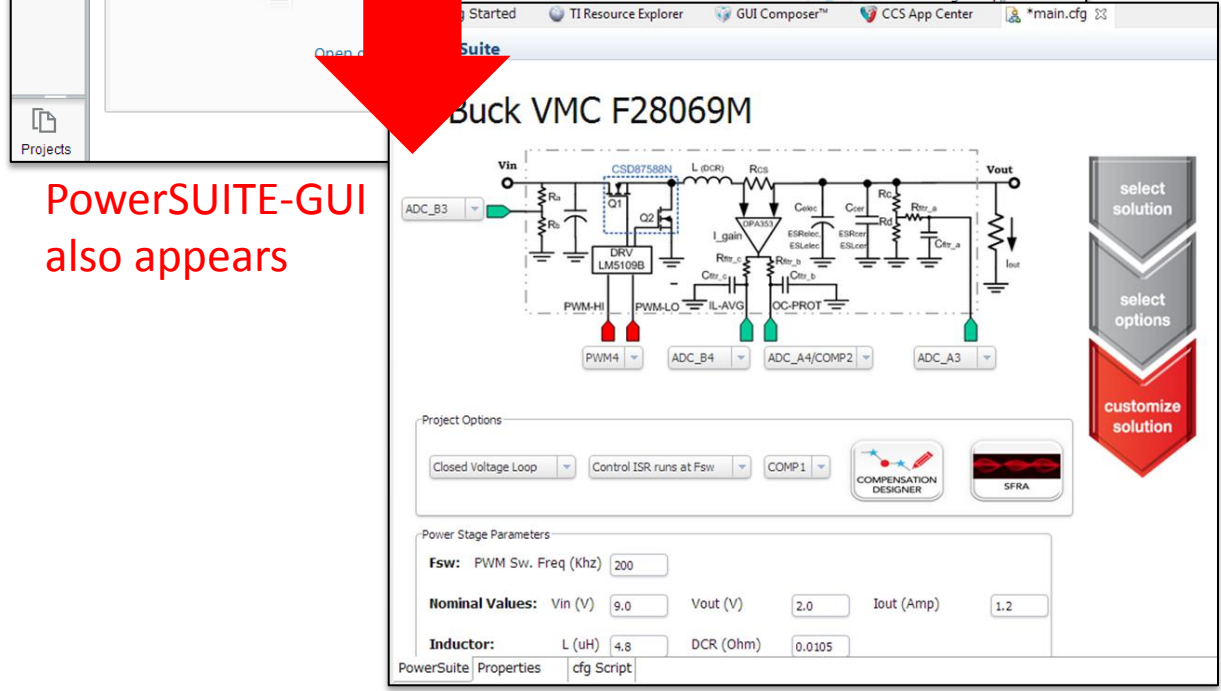 Started
TI Resource Explorer
GUI Composer™
CCS App Center
*main.cfg
Open
Suite
Projects
PowerSUITE-GUI
also appears
Buck VMC F28069M
Vin
CSD87588N
L (DCR)
Rcs
Vout
ADC_B3
Ra
Rb
Q1
Q2
DRV
LM5109B
I_gain
OPA353
Celec
ESRelec
ESLelec
Ccer
ESRcer
ESLcer
Rc
Rd
Rfltr_a
Cfltr_a
Iout
Rfltr_c
Rfltr_b
Cfltr_c
Cfltr_b
PWM-HI
PWM-LO
IL-AVG
OC-PROT
PWM4
ADC_B4
ADC_A4/COMP2
ADC_A3
select
solution
select
options
customize
solution
Project Options
Closed Voltage Loop
Control ISR runs at Fsw
COMP1
COMPENSATION
DESIGNER
SFRA
Power Stage Parameters
Fsw: PWM Sw. Freq (Khz) 200
Nominal Values: Vin (V) 9.0 Vout (V) 2.0 Iout (Amp) 1.2
Inductor: L (uH) 4.8 DCR (Ohm) 0.0105
PowerSuite Properties cfg Script